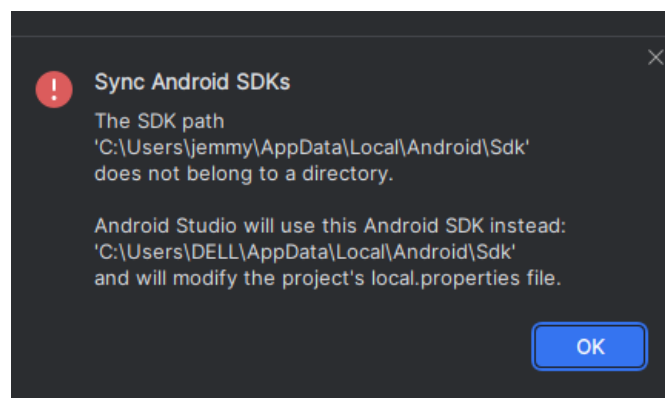 Sync Android SDKs
The SDK path
'C:\Users\jemmy\AppData\Local\Android\Sdk'
does not belong to a directory.
Android Studio will use this Android SDK instead:
'C:\Users\DELL\AppData\Local\Android\Sdk'
and will modify the project's local.properties file.
OK